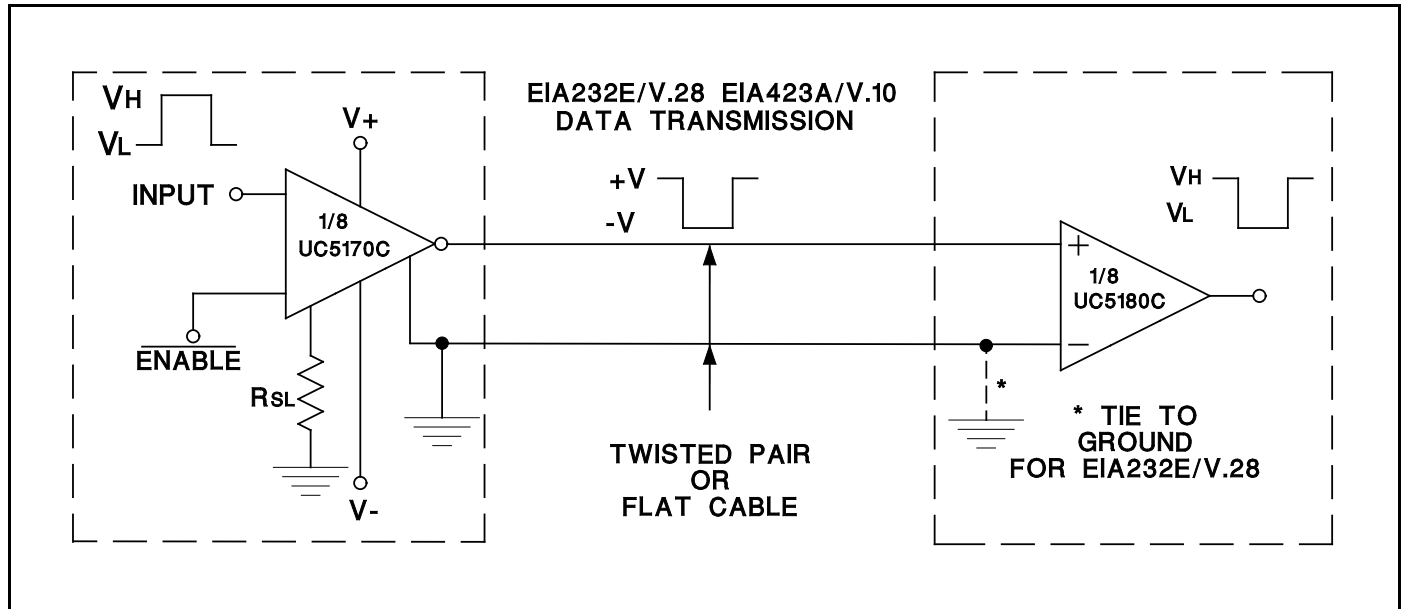 VH
VL
V+
INPUT
1/8
UC5170C
ENABLE
RSL
V-
EIA232E/V.28 EIA423A/V.10
DATA TRANSMISSION
+V
-V
TWISTED PAIR
OR
FLAT CABLE
VH
VL
+
1/8
UC5180C
−
*
* TIE TO
GROUND
FOR EIA232E/V.28